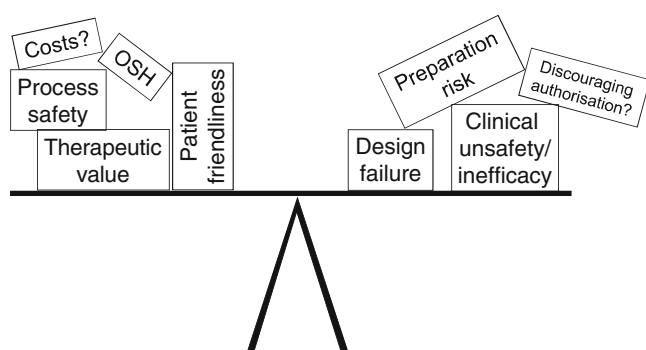 Costs?
OSH
Process
safety
Therapeutic
value
Patient
friendliness
Preparation
risk
Discouraging
authorisation?
Design
failure
Clinical
unsafety/
inefficacy